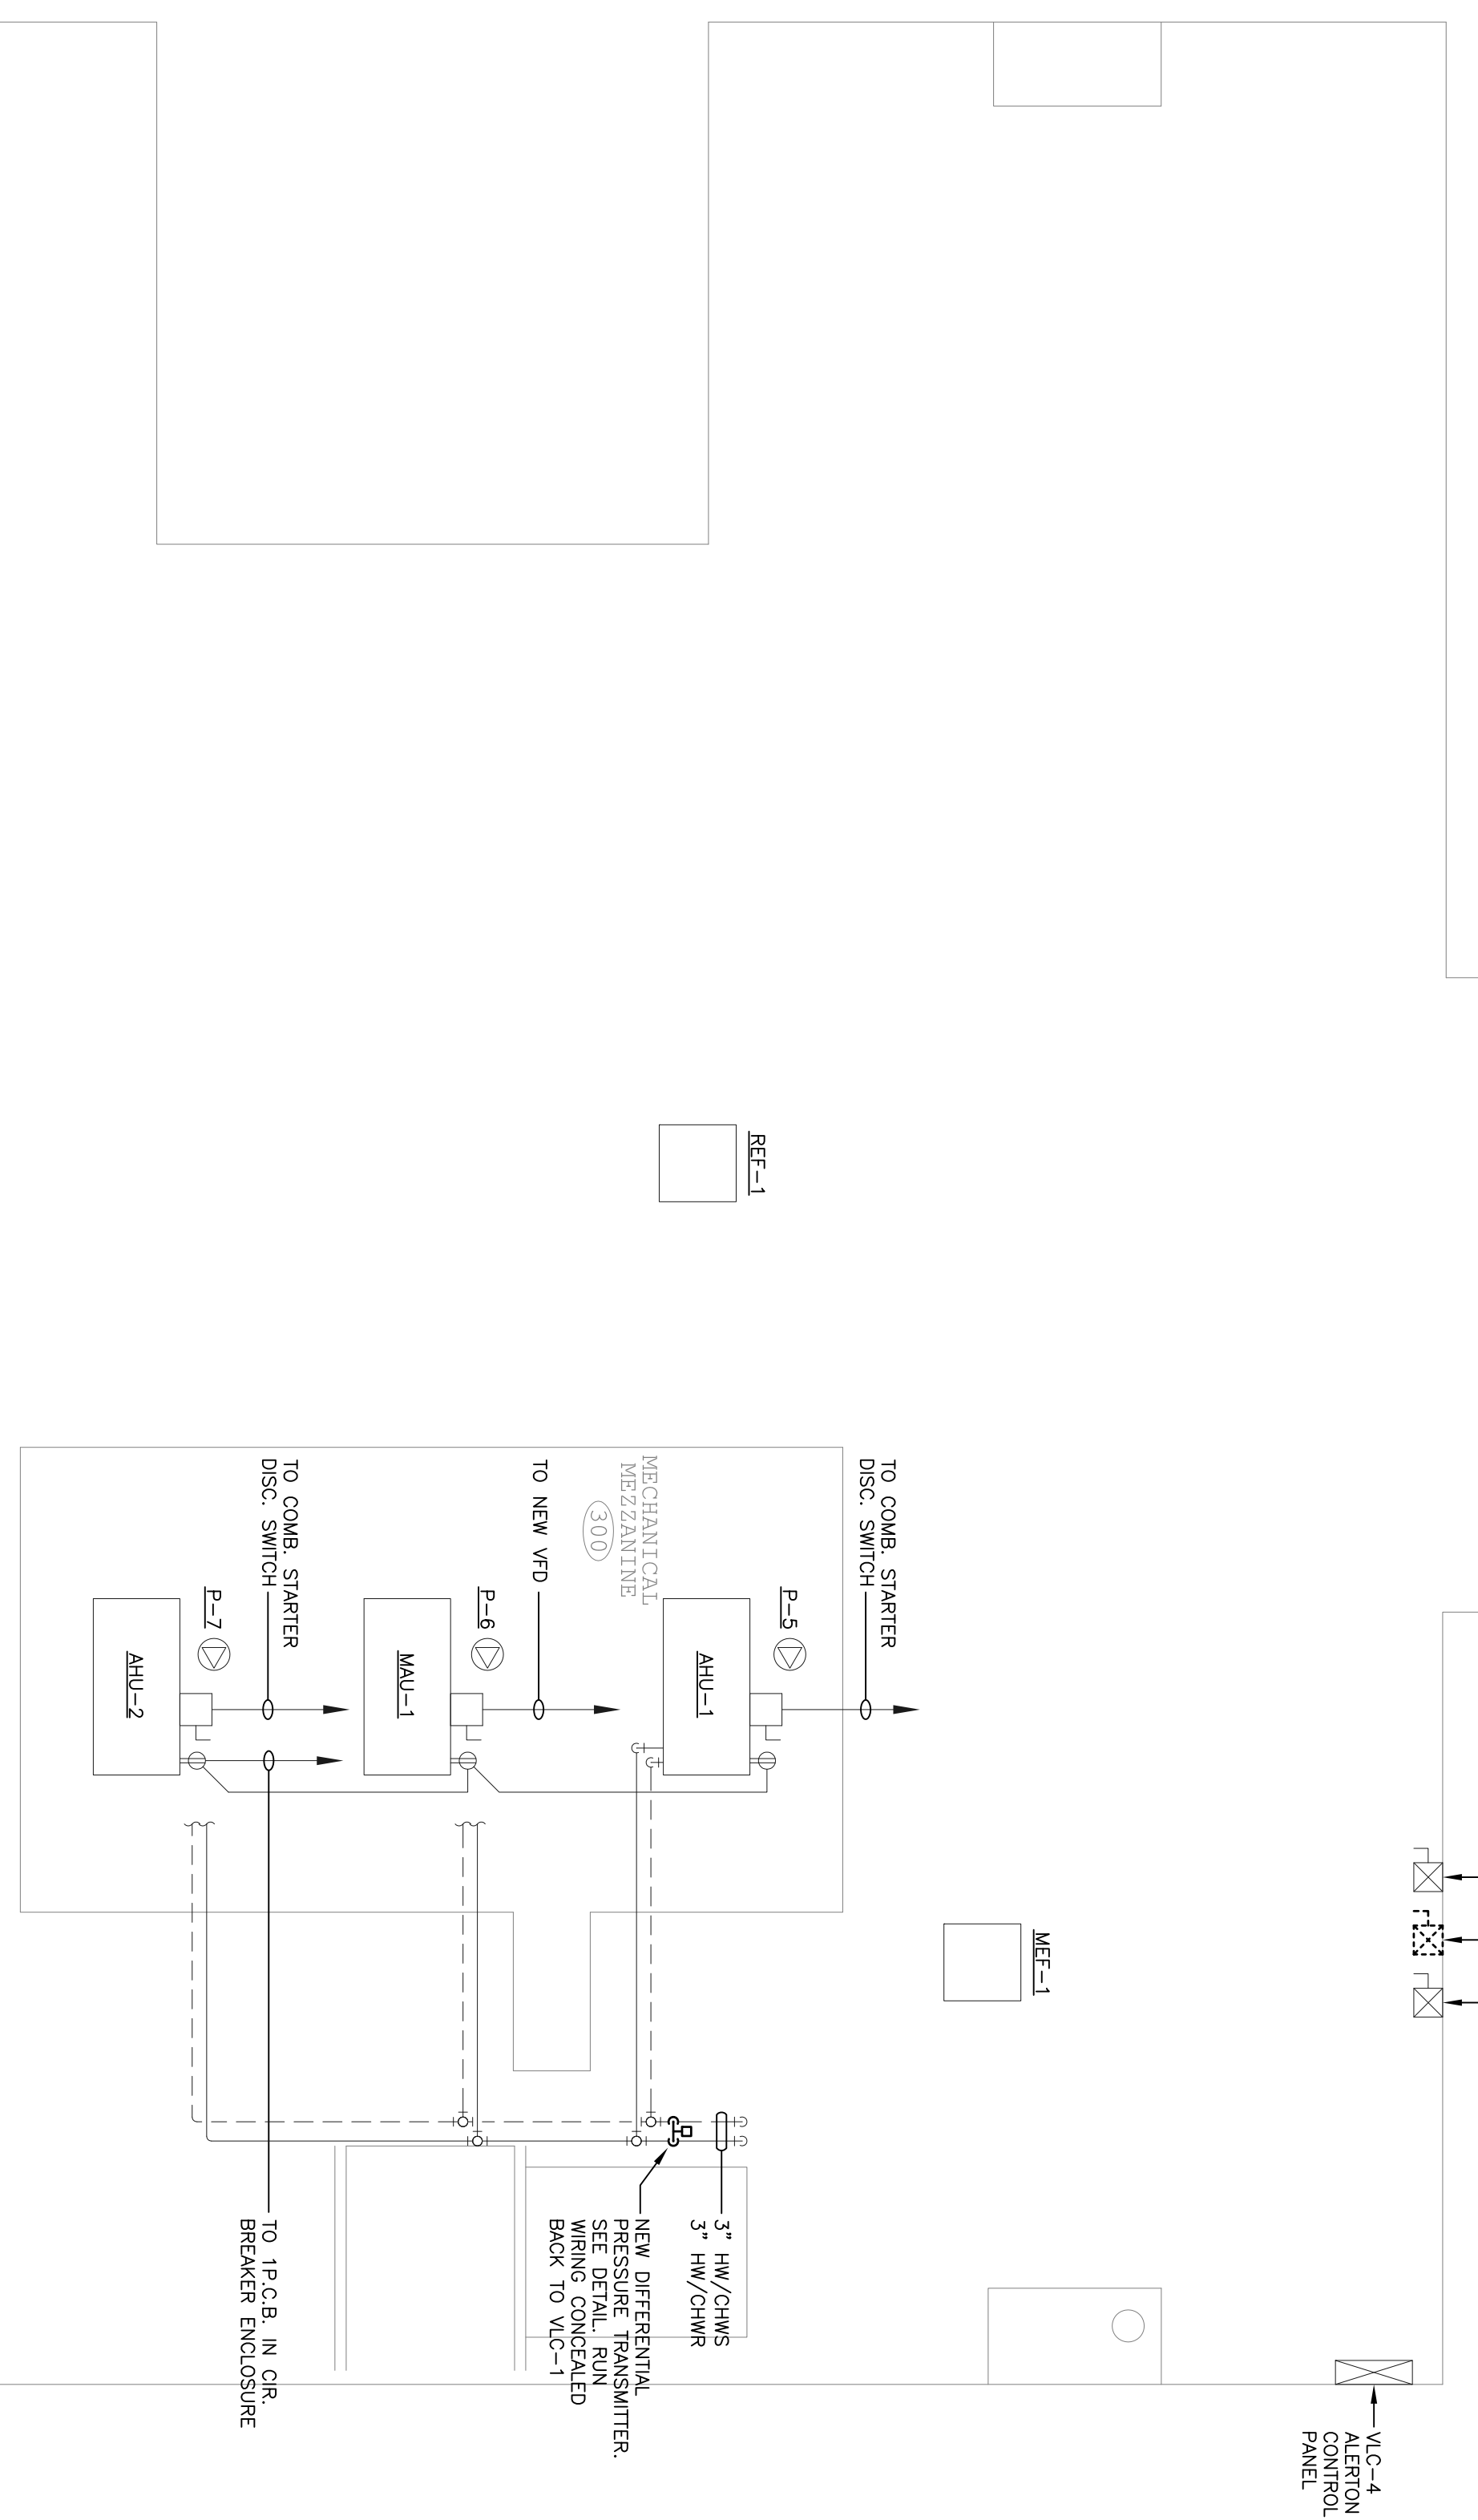 VLC-4
ALERTON
CONTROL
PANEL
MEF-1
TO COMB. STARTER
DISC. SWITCH
P-5
REF-1
AHU-1
3" HW/CHWS
3" HW/CHWR
MECHANICAL
MEZZANINE
300
NEW DIFFERENTIAL
PRESSURE TRANSMITTER.
SEE DETAIL. RUN
WIRING CONCEALED
BACK TO VLC-1
TO NEW VFD
P-6
MAU-1
TO COMB. STARTER
DISC. SWITCH
P-7
AHU-2
TO 1P.C.B. IN CIR.
BREAKER ENCLOSURE